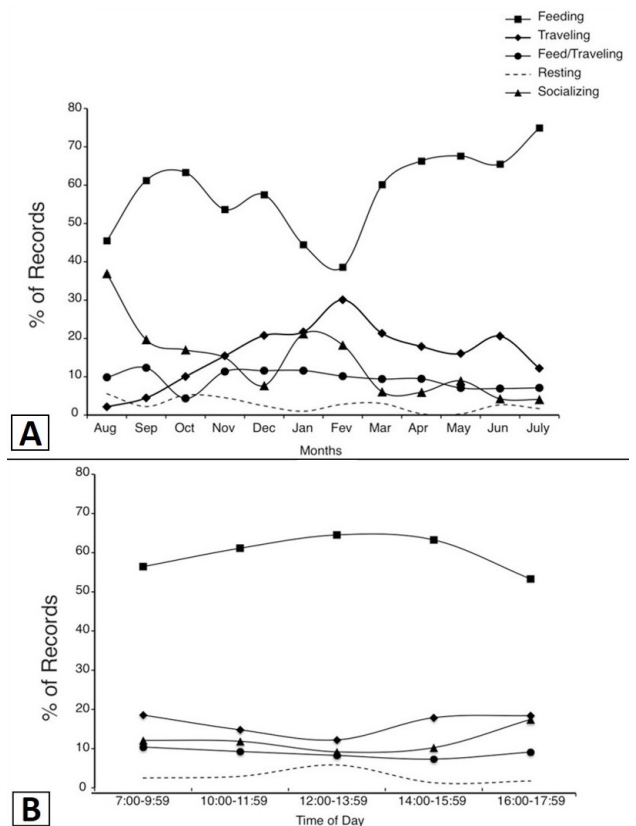 Feeding
Traveling
Feed/Traveling
Resting
Socializing
80
70
60
50
40
30
20
10
0
% of Records
Aug Sep Oct Nov Dec Jan Fev Mar Apr May Jun July
Months
A
80
70
60
50
40
30
20
10
0
% of Records
7:00-9:59 10:00-11:59 12:00-13:59 14:00-15:59 16:00-17:59
Time of Day
B